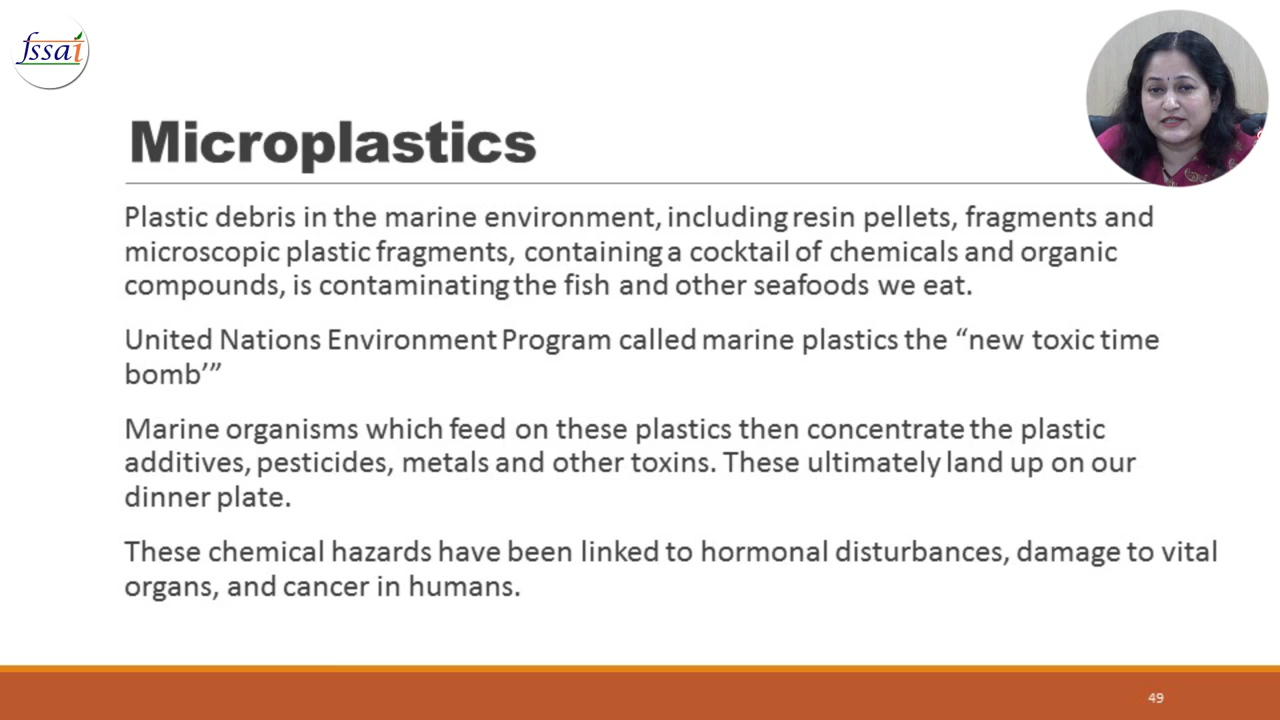 fssai
Microplastics
Plastic debris in the marine environment, including resin pellets, fragments and
microscopic plastic fragments, containing a cocktail of chemicals and organic
compounds, is contaminating the fish and other seafoods we eat.
United Nations Environment Program called marine plastics the “new toxic time
bomb’”
Marine organisms which feed on these plastics then concentrate the plastic
additives, pesticides, metals and other toxins. These ultimately land up on our
dinner plate.
These chemical hazards have been linked to hormonal disturbances, damage to vital
organs, and cancer in humans.
49